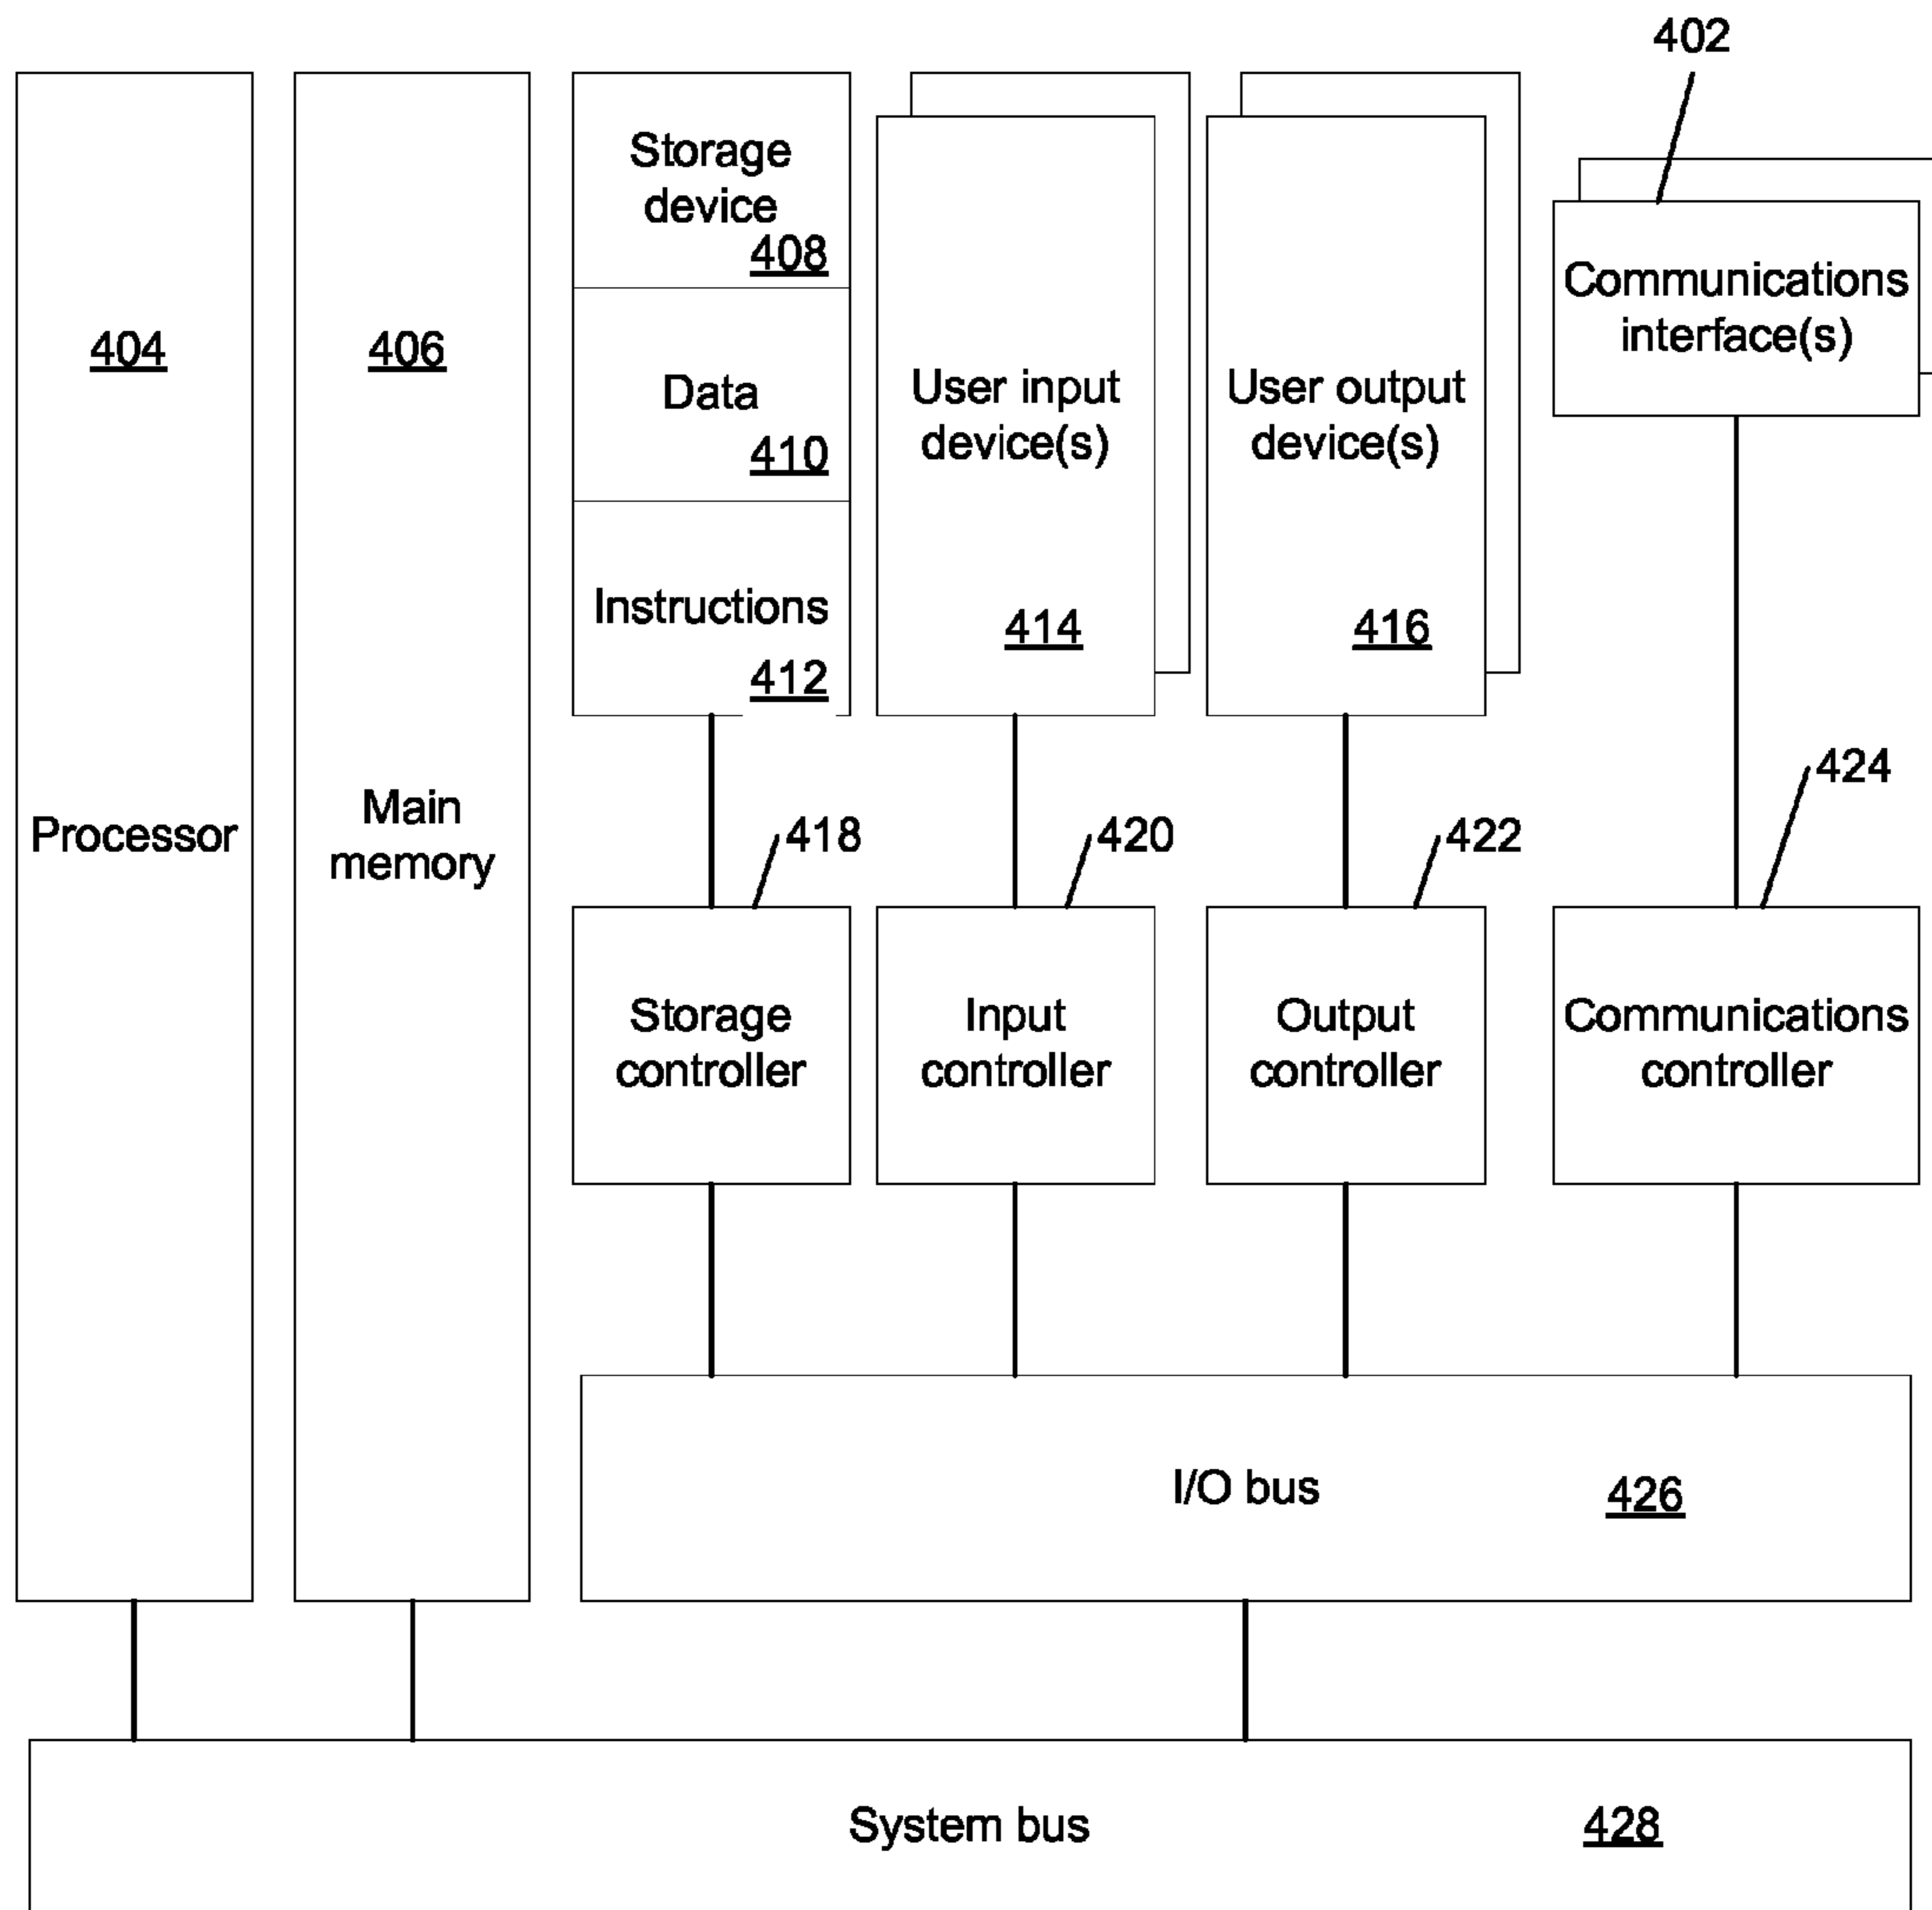 402
Storage
device
408
Communications
interface(s)
404
406
Data
410
User input
device(s)
User output
device(s)
Instructions
412
414
416
424
Processor
Main
memory
418
420
422
Storage
controller
Input
controller
Output
controller
Communications
controller
I/O bus
426
System bus
428